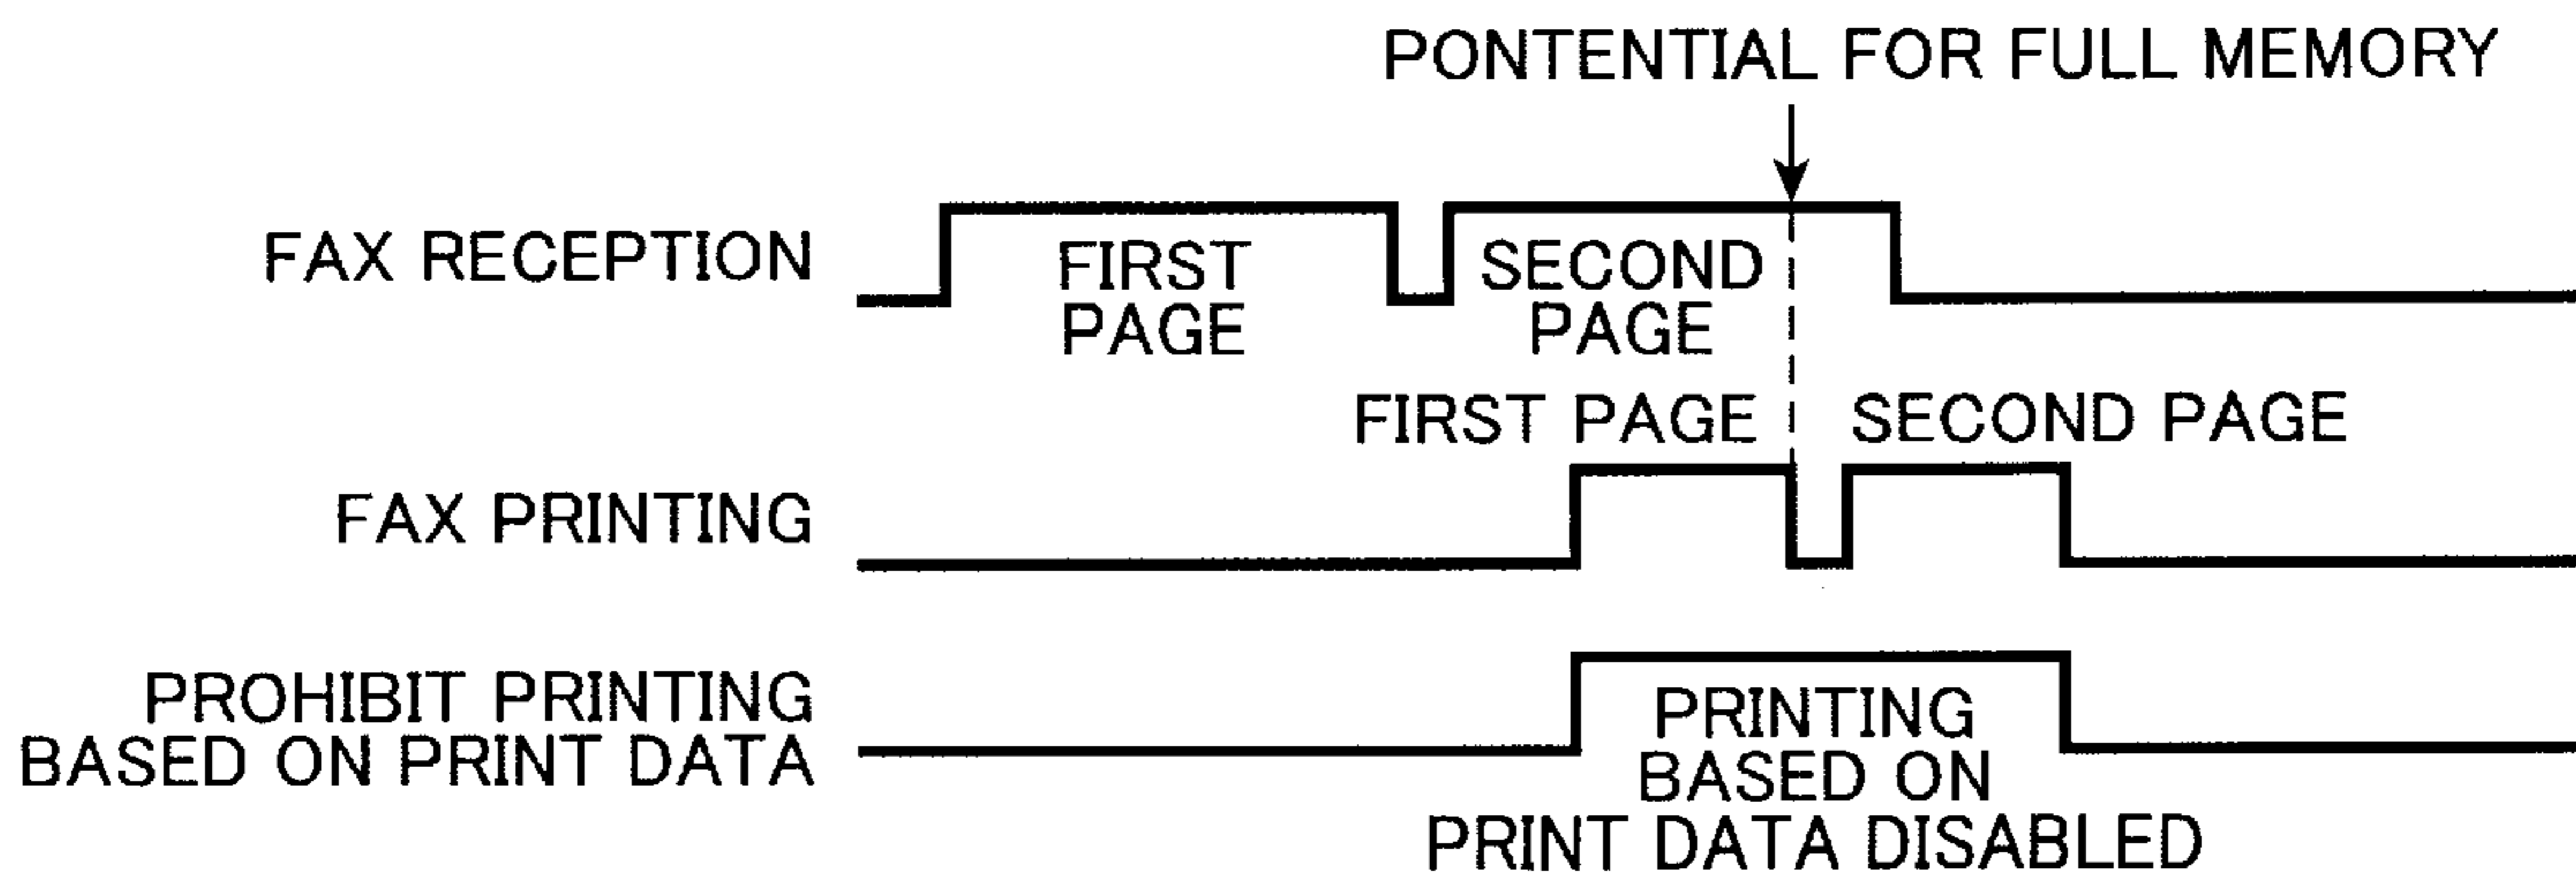 PONTENTIAL FOR FULL MEMORY
FAX RECEPTION
FIRST
PAGE
SECOND
PAGE
FIRST PAGE
SECOND PAGE
FAX PRINTING
PROHIBIT PRINTING
BASED ON PRINT DATA
PRINTING
BASED ON
PRINT DATA DISABLED